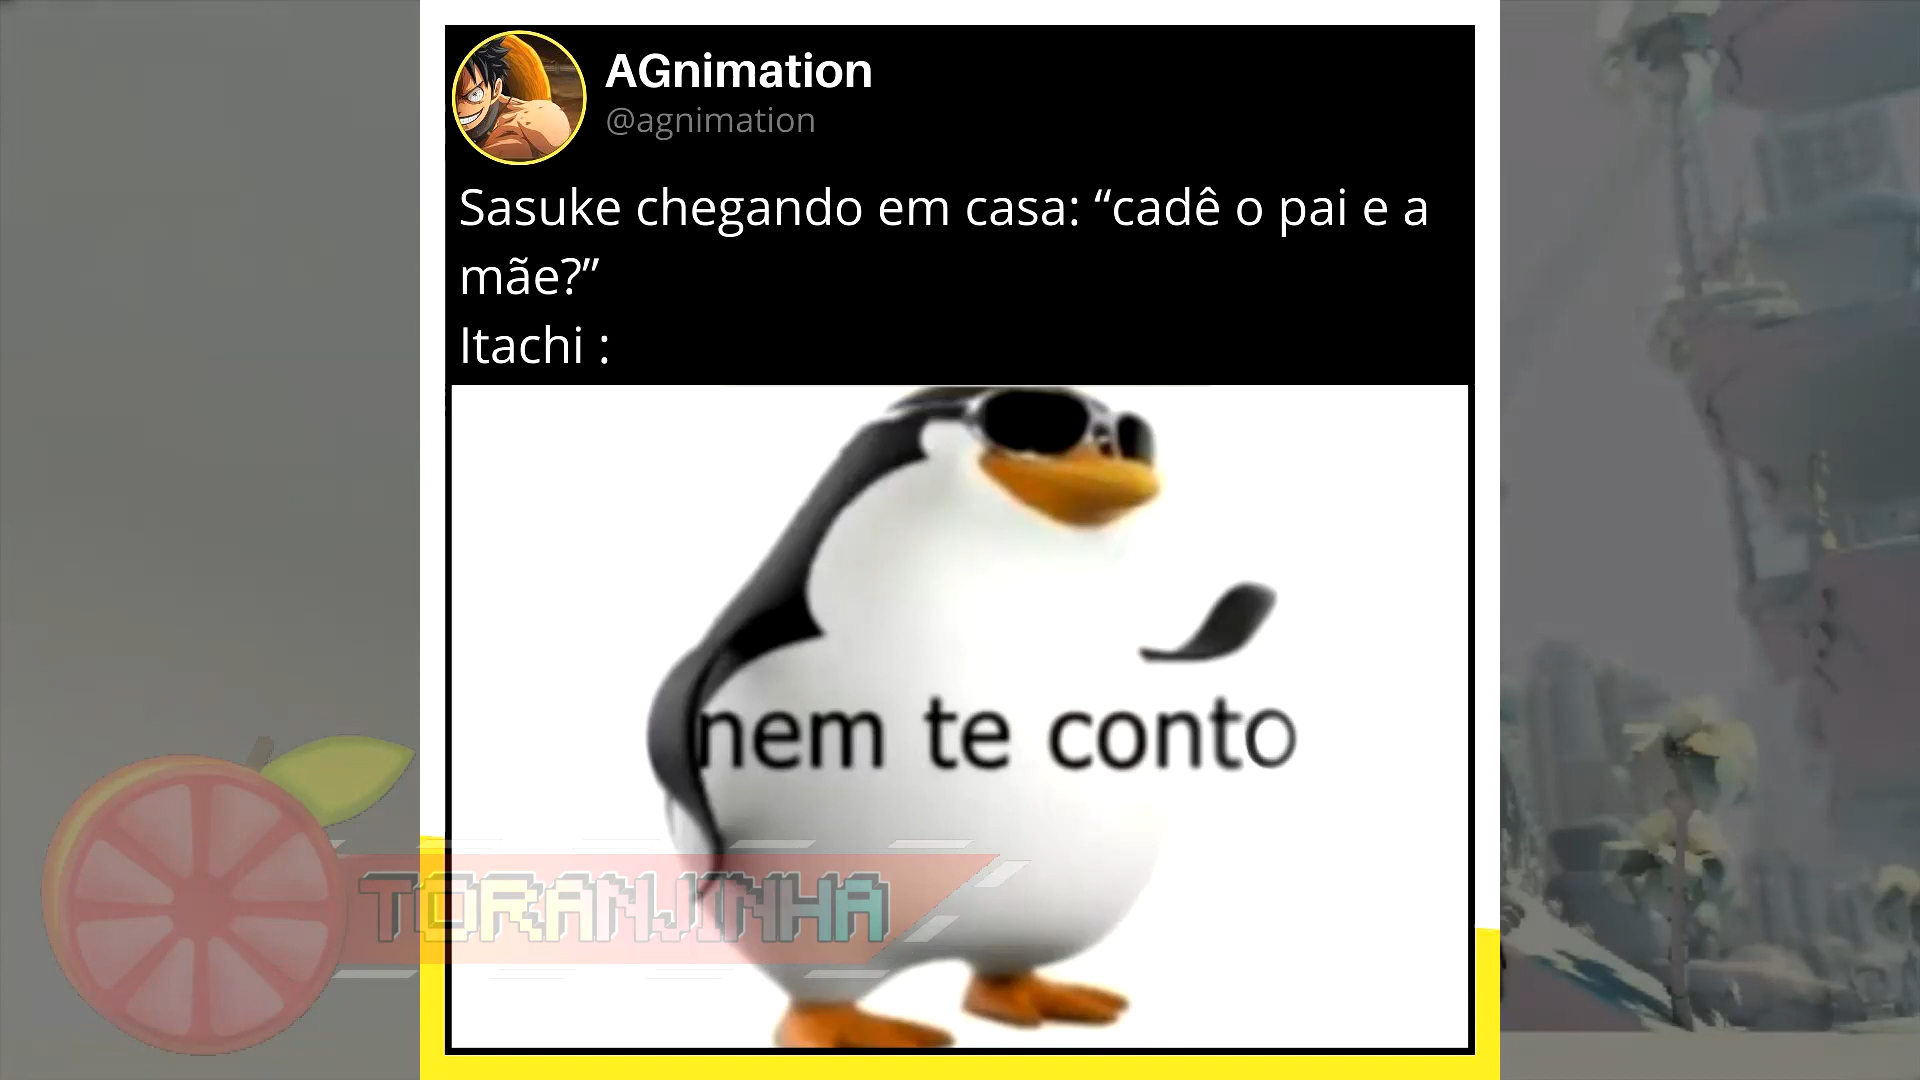 AGnimation
@agnimation
Sasuke chegando em casa: “cadê o pai e a
mãe?”
Itachi :
nem te conto
TORANJINHA